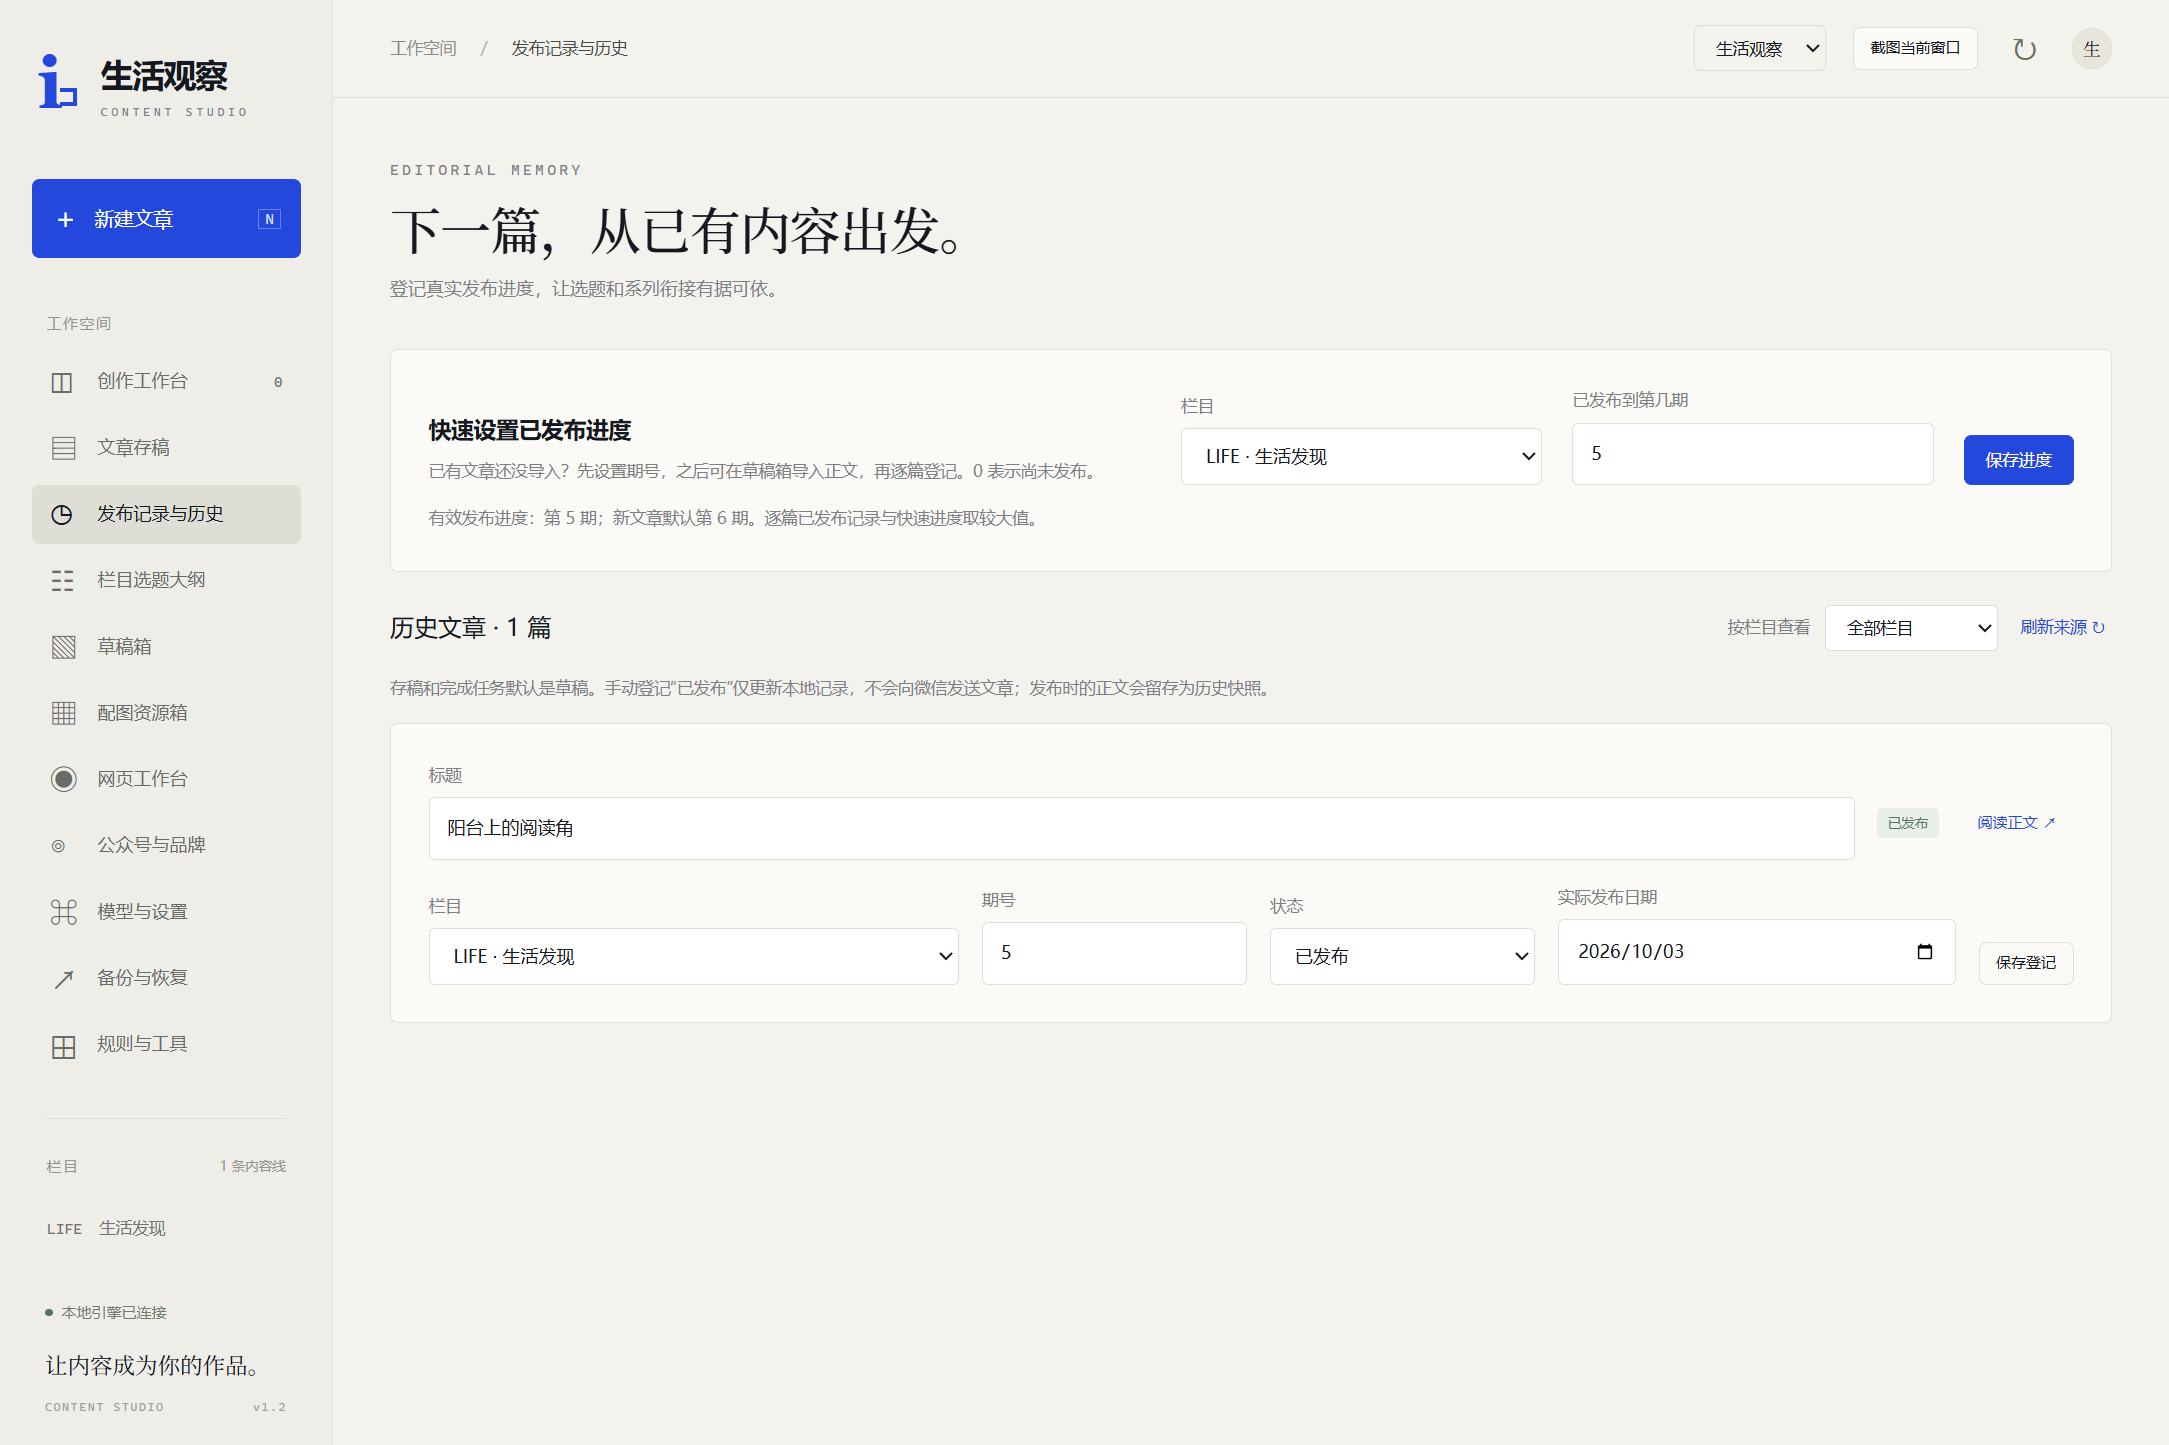 生活观察
CONTENT STUDIO
+ 新建文章 N
工作空间
创作工作台 0
文章存稿
发布记录与历史
栏目选题大纲
草稿箱
配图资源箱
网页工作台
公众号与品牌
模型与设置
备份与恢复
规则与工具
栏目 1 条内容线
LIFE 生活发现
本地引擎已连接
让内容成为你的作品。
CONTENT STUDIO v1.2
工作空间 / 发布记录与历史
生活观察 截图当前窗口 ↻ 生
EDITORIAL MEMORY
下一篇，从已有内容出发。
登记真实发布进度，让选题和系列衔接有据可依。
快速设置已发布进度
已有文章还没导入？先设置期号，之后可在草稿箱导入正文，再逐篇登记。0 表示尚未发布。
有效发布进度：第 5 期；新文章默认第 6 期。逐篇已发布记录与快速进度取较大值。
栏目
LIFE · 生活发现
已发布到第几期
5
保存进度
历史文章 · 1 篇
按栏目查看 全部栏目 刷新来源 ↻
存稿和完成任务默认是草稿。手动登记“已发布”仅更新本地记录，不会向微信发送文章；发布时的正文会留存为历史快照。
标题
阳台上的阅读角
已发布 阅读正文 ↗
栏目
LIFE · 生活发现
期号
5
状态
已发布
实际发布日期
2026/10/03
保存登记